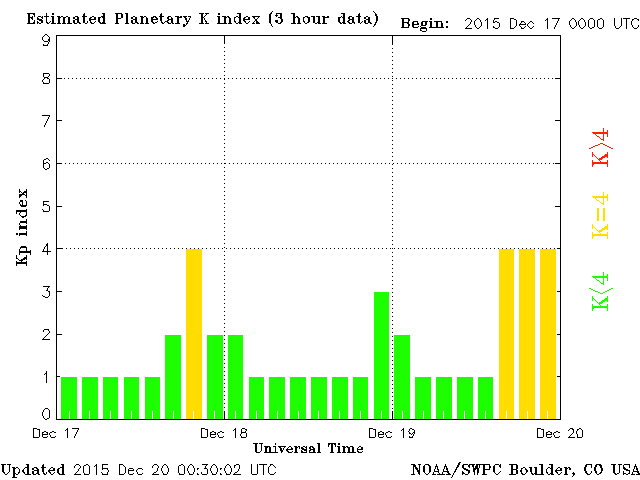 Estimated Planetary K index (3 hour data) Begin: 2015 Dec 17 0000 UTC
9
8
7
6
5
4
3
2
1
0
Kp index
K>4
K=4
K<4
Dec 17 Dec 18 Dec 19 Dec 20
Universal Time
Updated 2015 Dec 20 00:30:02 UTC NOAA/SWPC Boulder, CO USA